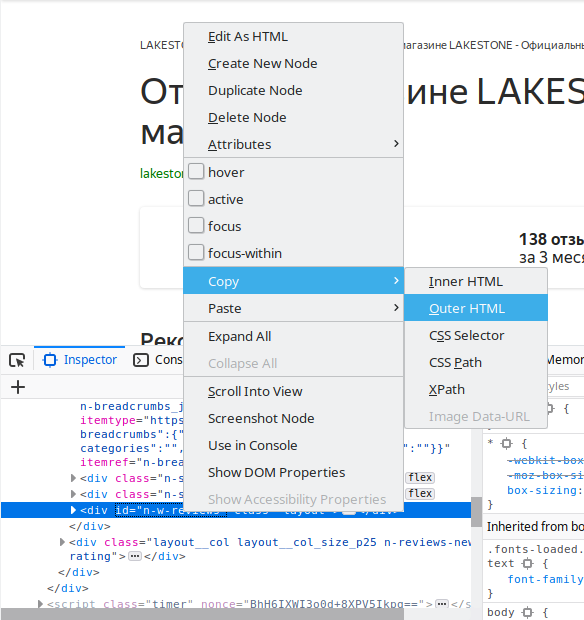 LAKEST
агазине LAKESTONE - Официальн
От ине LAKES
ма
lakesto
138 отзы
за 3 меся
Реко
Edit As HTML
Create New Node
Duplicate Node
Delete Node
Attributes
hover
active
focus
focus-within
Copy
Paste
Expand All
Collapse All
Scroll Into View
Screenshot Node
Use in Console
Show DOM Properties
Show Accessibility Properties
Inner HTML
Outer HTML
CSS Selector
CSS Path
XPath
Image Data-URL
Inspector
Cons
Memor
+
yles
n-breadcrumbs_j
itemtype="https
breadcrumbs":{"
categories":"", :""}}"
itemref="n-brea
<div class="n-s flex
<div class="n-s flex
<div id="n-w-reviews"
</div>
<div class="layout__col layout__col_size_p25 n-reviews-new
rating"> </div>
</div>
</div>
<script class="timer" nonce="BhH6IXWI3o0d+8XPV5Ikpg=="> </s
{
* {
-webkit-box
-moz-box-si
box-sizing:
}
Inherited from bo
.fonts-loaded.
text {
font-family
}
body {